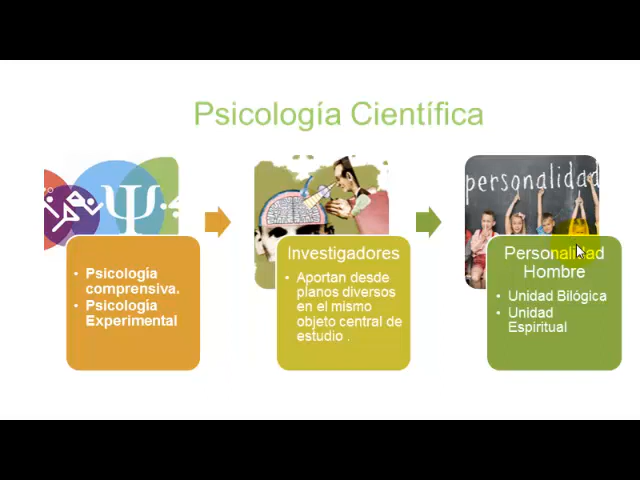 Psicología Científica
ψ
personalidad
• Psicología
comprensiva.
• Psicología
Experimental
Investigadores
• Aportan desde
planos diversos
en el mismo
objeto central de
estudio .
Personalidad
Hombre
• Unidad Bilógica
• Unidad
Espiritual